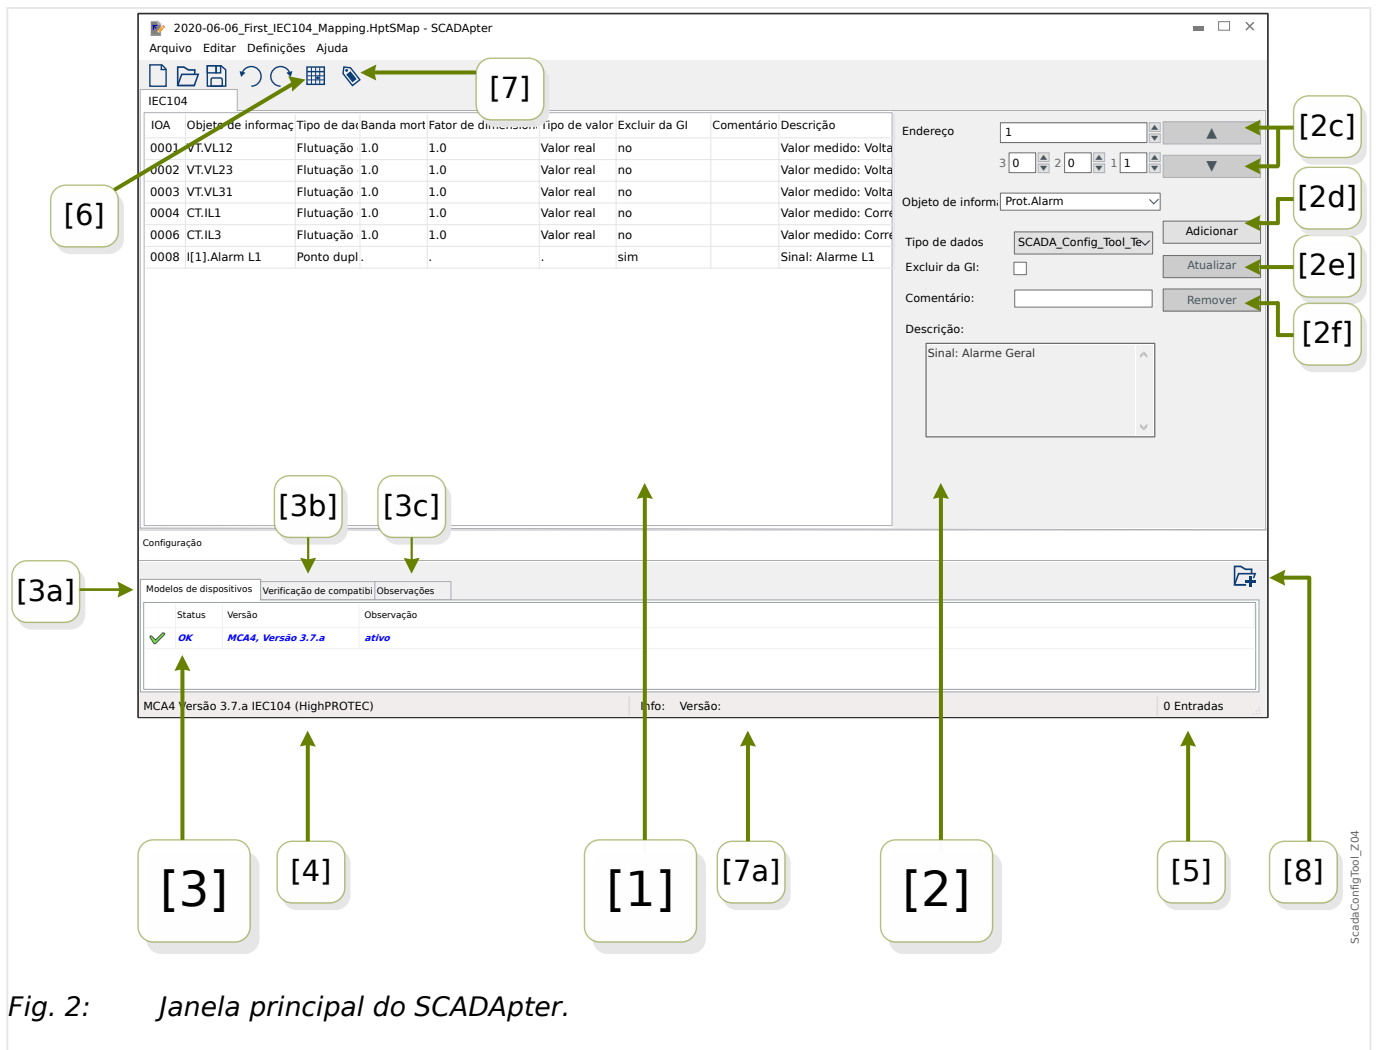 2020-06-06_First_IEC104_Mapping.HptSMap - SCADApter
Arquivo Editar Definições Ajuda
[7]
IEC104
IOA Objeto de informaç Tipo de dad Banda mort Fator de dimension Tipo de valor Excluir da GI Comentário Descrição
0001 VT.VL12 Flutuação 1.0 1.0 Valor real no Valor medido: Volta
0002 VT.VL23 Flutuação 1.0 1.0 Valor real no Valor medido: Volta
0003 VT.VL31 Flutuação 1.0 1.0 Valor real no Valor medido: Volta
0004 CT.IL1 Flutuação 1.0 1.0 Valor real no Valor medido: Corre
0006 CT.IL3 Flutuação 1.0 1.0 Valor real no Valor medido: Corre
0008 I[1].Alarm L1 Ponto dupl . . . sim Sinal: Alarme L1
[6]
Endereço 1
3 0 2 0 1 1
Objeto de informa Prot.Alarm
Adicionar
Tipo de dados SCADA_Config_Tool_Te
Excluir da GI: Atualizar
Comentário: Remover
Descrição:
Sinal: Alarme Geral
[2c]
[2d]
[2e]
[2f]
[3b] [3c]
Configuração
[3a]
Modelos de dispositivos Verificação de compatibi Observações
Status Versão Observação
OK MCA4, Versão 3.7.a ativo
MCA4 Versão 3.7.a IEC104 (HighPROTEC) Info: Versão: 0 Entradas
[3] [4] [1] [7a] [2] [5] [8]
ScadaConfigTool_Z04
Fig. 2: Janela principal do SCADApter.